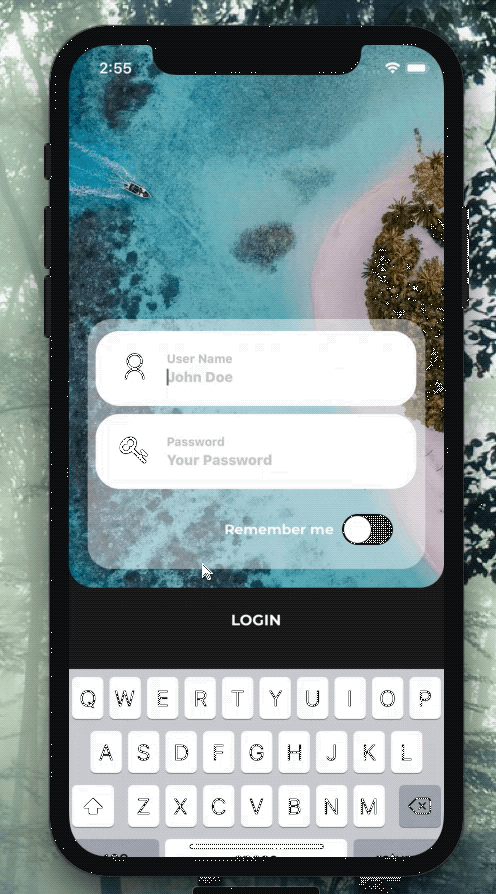 2:55
User Name
John Doe
Password
Your Password
Remember me
LOGIN
Q W E R T Y U I O P
A S D F G H J K L
Z X C V B N M